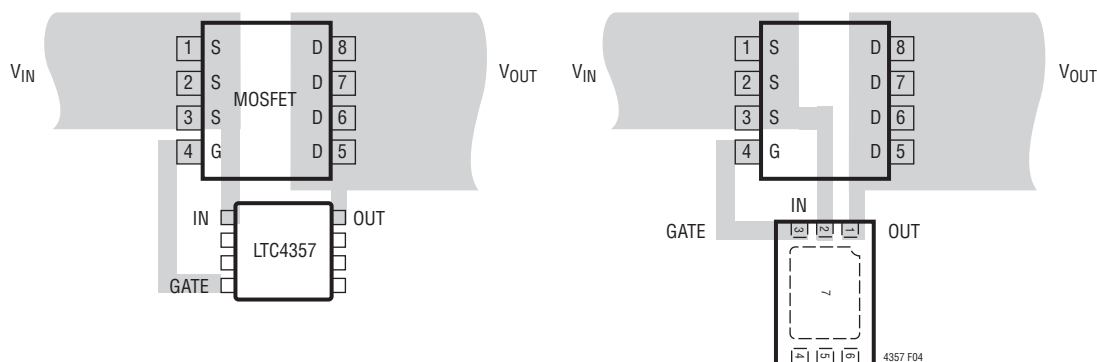 V_IN
1 S D 8
2 S D 7
MOSFET
3 S D 6
4 G D 5
V_OUT
IN OUT
LTC4357
GATE
V_IN
1 S D 8
2 S D 7
3 S D 6
4 G D 5
V_OUT
IN
GATE 3 2 1 OUT
7
4 5 6
4357 F04